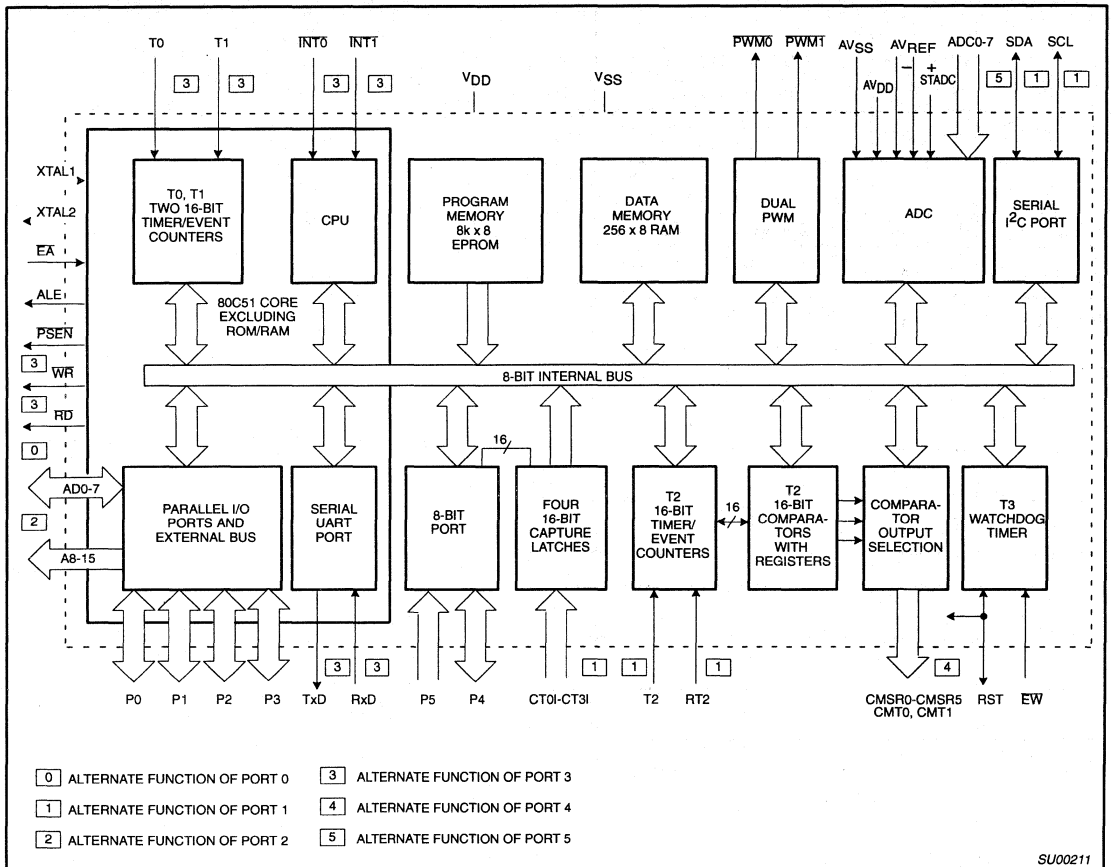 T0 T1 INT0 INT1 PWM0 PWM1 AVSS AVREF ADC0-7 SDA SCL
3 3 3 3 VDD VSS − + STADC 5 1 1
AVDD
XTAL1
XTAL2
EA
ALE
PSEN
3 WR
3 RD
0
AD0-7
2
A8-15
T0, T1
TWO 16-BIT
TIMER/EVENT
COUNTERS
CPU
PROGRAM
MEMORY
8k x 8
EPROM
DATA
MEMORY
256 x 8 RAM
DUAL
PWM
ADC
SERIAL
I2C PORT
80C51 CORE
EXCLUDING
ROM/RAM
8-BIT INTERNAL BUS
PARALLEL I/O
PORTS AND
EXTERNAL BUS
SERIAL
UART
PORT
8-BIT
PORT
16
FOUR
16-BIT
CAPTURE
LATCHES
T2
16-BIT
TIMER/
EVENT
COUNTERS
16
T2
16-BIT
COMPARA-
TORS
WITH
REGISTERS
COMPARA-
TOR
OUTPUT
SELECTION
T3
WATCHDOG
TIMER
3 3 1 1 1 4
P0 P1 P2 P3 TxD RxD P5 P4 CT0I-CT3I T2 RT2 CMSR0-CMSR5 RST EW
CMT0, CMT1
0 ALTERNATE FUNCTION OF PORT 0
1 ALTERNATE FUNCTION OF PORT 1
2 ALTERNATE FUNCTION OF PORT 2
3 ALTERNATE FUNCTION OF PORT 3
4 ALTERNATE FUNCTION OF PORT 4
5 ALTERNATE FUNCTION OF PORT 5
SU00211